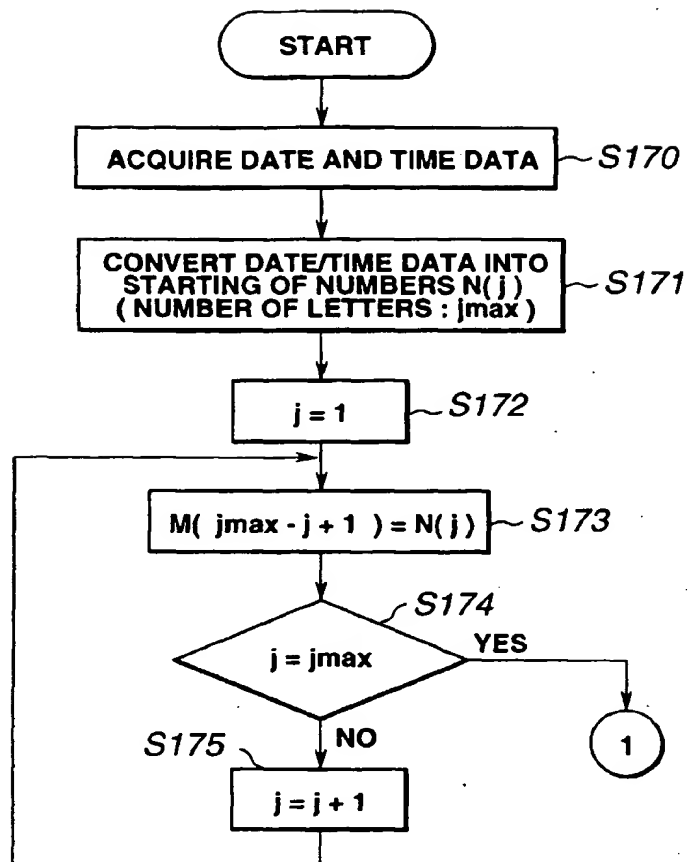 START
ACQUIRE DATE AND TIME DATA
S170
CONVERT DATE/TIME DATA INTO
STARTING OF NUMBERS N(j)
( NUMBER OF LETTERS : jmax )
S171
j = 1
S172
M( jmax - j + 1 ) = N( j )
S173
S174
j = jmax
YES
1
NO
S175
j = j + 1